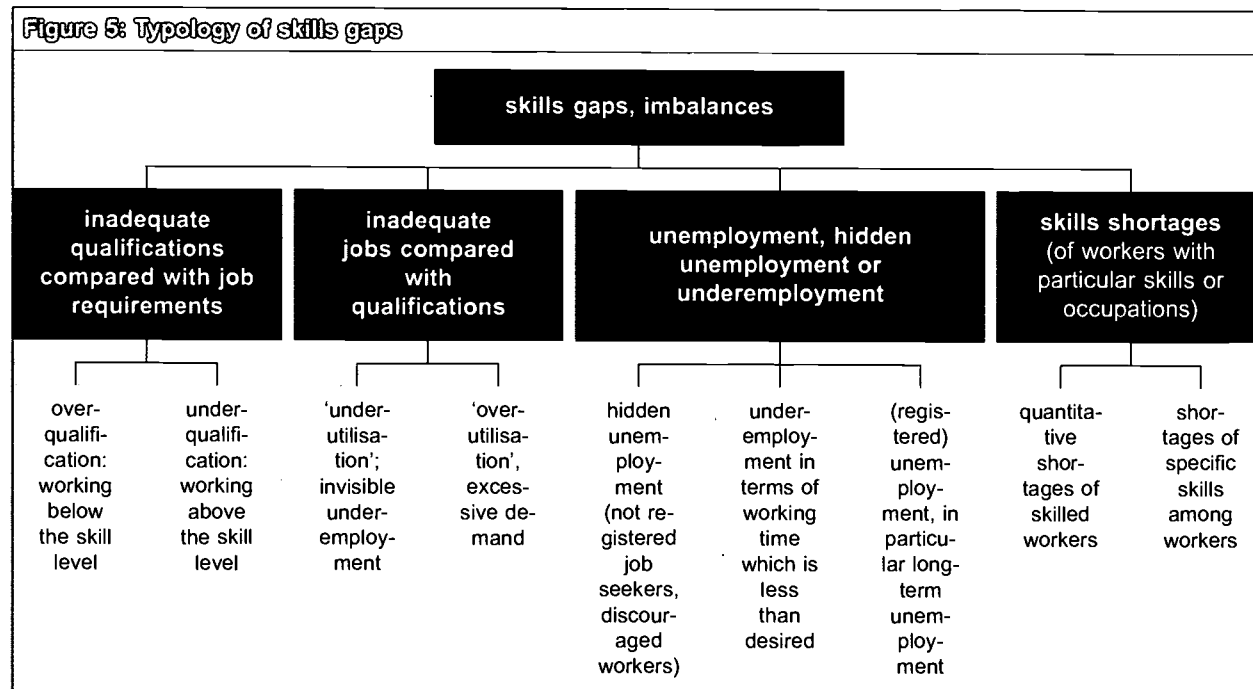 Figure 5: Typology of skills gaps
skills gaps, imbalances
inadequate
qualifications
compared with job
requirements
inadequate
jobs compared
with
qualifications
unemployment, hidden
unemployment or
underemployment
skills shortages
(of workers with
particular skills or
occupations)
over-
qualifi-
cation:
working
below
the skill
level
under-
qualifi-
cation:
working
above
the skill
level
‘under-
utilisa-
tion’;
invisible
under-
employ-
ment
‘over-
utilisa-
tion’,
exces-
sive de-
mand
hidden
unem-
ploy-
ment
(not re-
gistered
job
seekers,
discour-
aged
workers)
under-
employ-
ment in
terms of
working
time
which is
less
than
desired
(regis-
tered)
unem-
ploy-
ment, in
particu-
lar long-
term
unem-
ploy-
ment
quantita-
tive
shor-
tages of
skilled
workers
shor-
tages of
specific
skills
among
workers